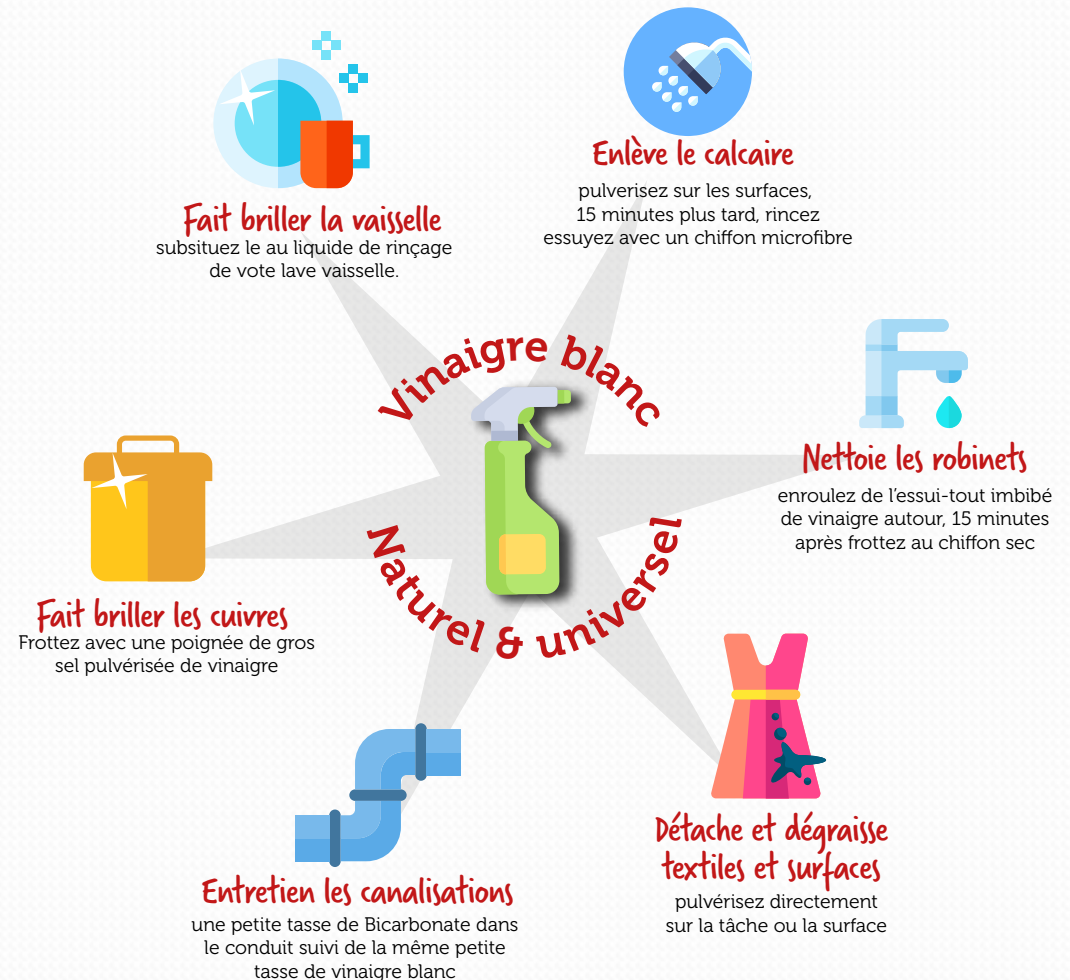 Fait briller la vaisselle
subsituez le au liquide de rinçage
de vote lave vaisselle.
Enlève le calcaire
pulverisez sur les surfaces,
15 minutes plus tard, rincez
essuyez avec un chiffon microfibre
Vinaigre blanc
Naturel & universel
Nettoie les robinets
enroulez de l'essui-tout imbibé
de vinaigre autour, 15 minutes
après frottez au chiffon sec
Fait briller les cuivres
Frottez avec une poignée de gros
sel pulvérisée de vinaigre
Détache et dégraisse
textiles et surfaces
pulvérisez directement
sur la tâche ou la surface
Entretien les canalisations
une petite tasse de Bicarbonate dans
le conduit suivi de la même petite
tasse de vinaigre blanc